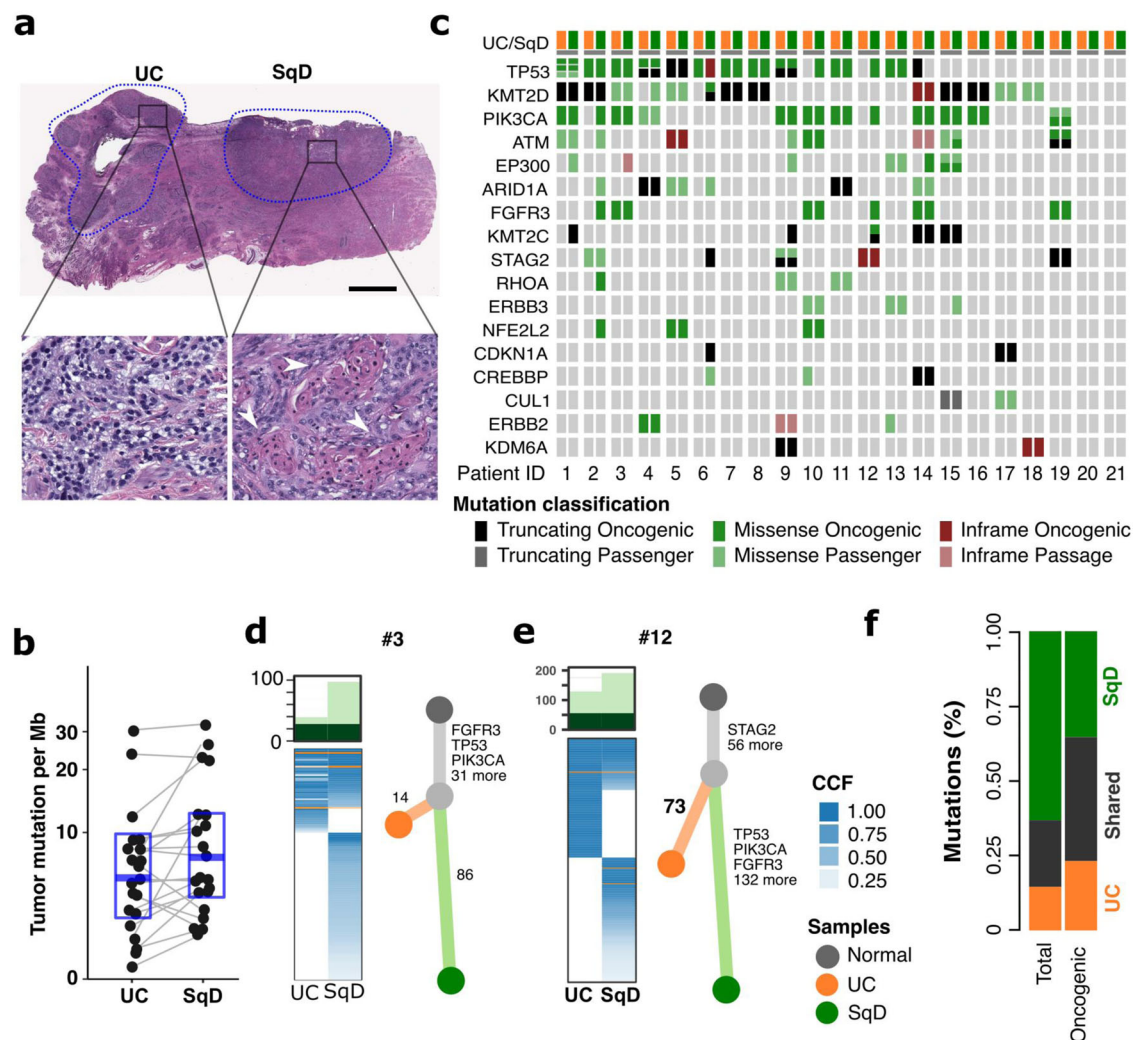 a
UC
SqD
c
UC/SqD
TP53
KMT2D
PIK3CA
ATM
EP300
ARID1A
FGFR3
KMT2C
STAG2
RHOA
ERBB3
NFE2L2
CDKN1A
CREBBP
CUL1
ERBB2
KDM6A
Patient ID 1 2 3 4 5 6 7 8 9 10 11 12 13 14 15 16 17 18 19 20 21
Mutation classification
Truncating Oncogenic Missense Oncogenic Inframe Oncogenic
Truncating Passenger Missense Passenger Inframe Passage
b
Tumor mutation per Mb
30
20
10
0
UC SqD
d
#3
100
50
0
UC SqD
FGFR3
TP53
PIK3CA
31 more
14
86
e
#12
200
150
100
50
0
UC SqD
STAG2
56 more
73
TP53
PIK3CA
FGFR3
132 more
CCF
1.00
0.75
0.50
0.25
Samples
Normal
UC
SqD
f
Mutations (%)
1.00
0.75
0.50
0.25
0
SqD
Shared
UC
Total
Oncogenic